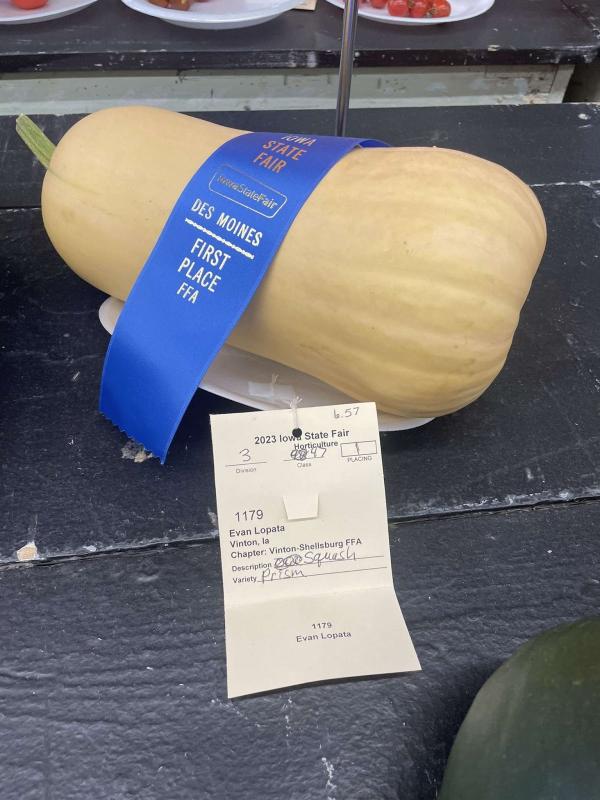 IOWA
STATE
FAIR
IowaStateFair
DES MOINES
FIRST
PLACE
FFA
6.57
2023 Iowa State Fair
Horticulture
3 47 1
Division Class PLACING
1179
Evan Lopata
Vinton, Ia
Chapter: Vinton-Shellsburg FFA
Description Squash
Variety Prism
1179
Evan Lopata